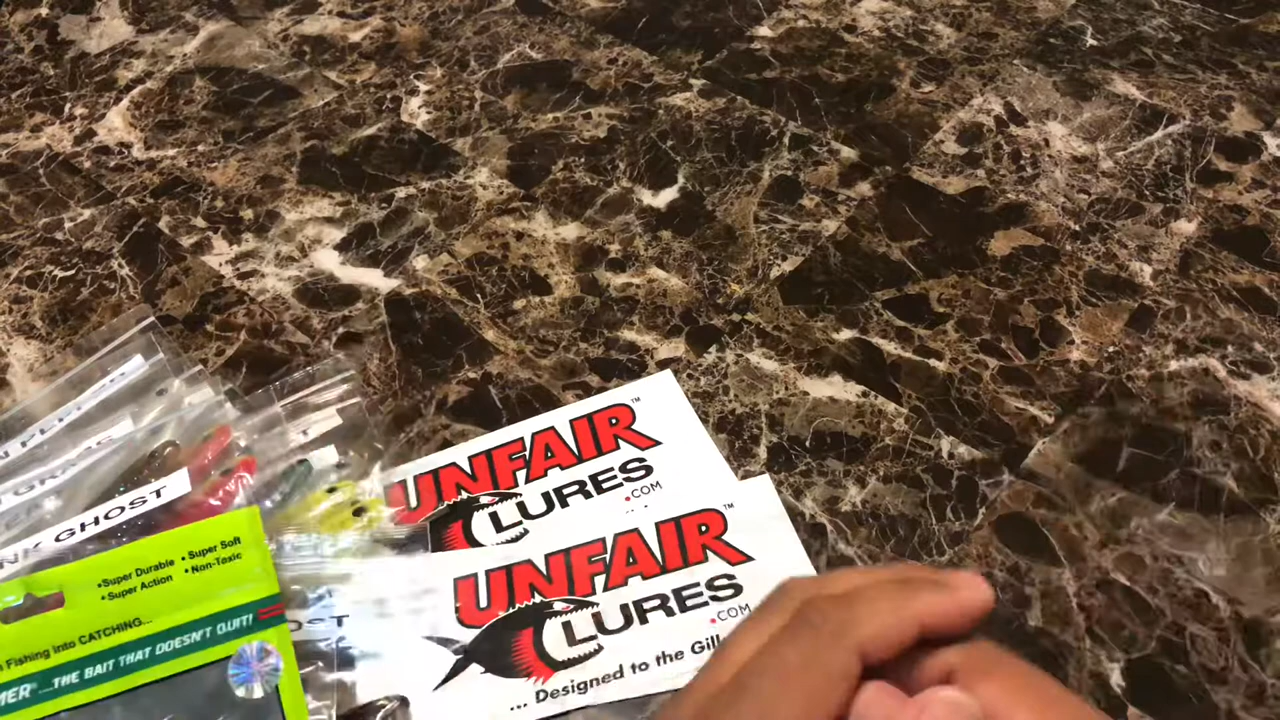 UNFAIR™
LURES
.COM
UNFAIR™
LURES
.COM
... Designed to the Gill
GHOST
•Super Durable •Super Soft
•Super Action •Non-Toxic
Fishing into CATCHING...
...THE BAIT THAT DOESN'T QUIT!